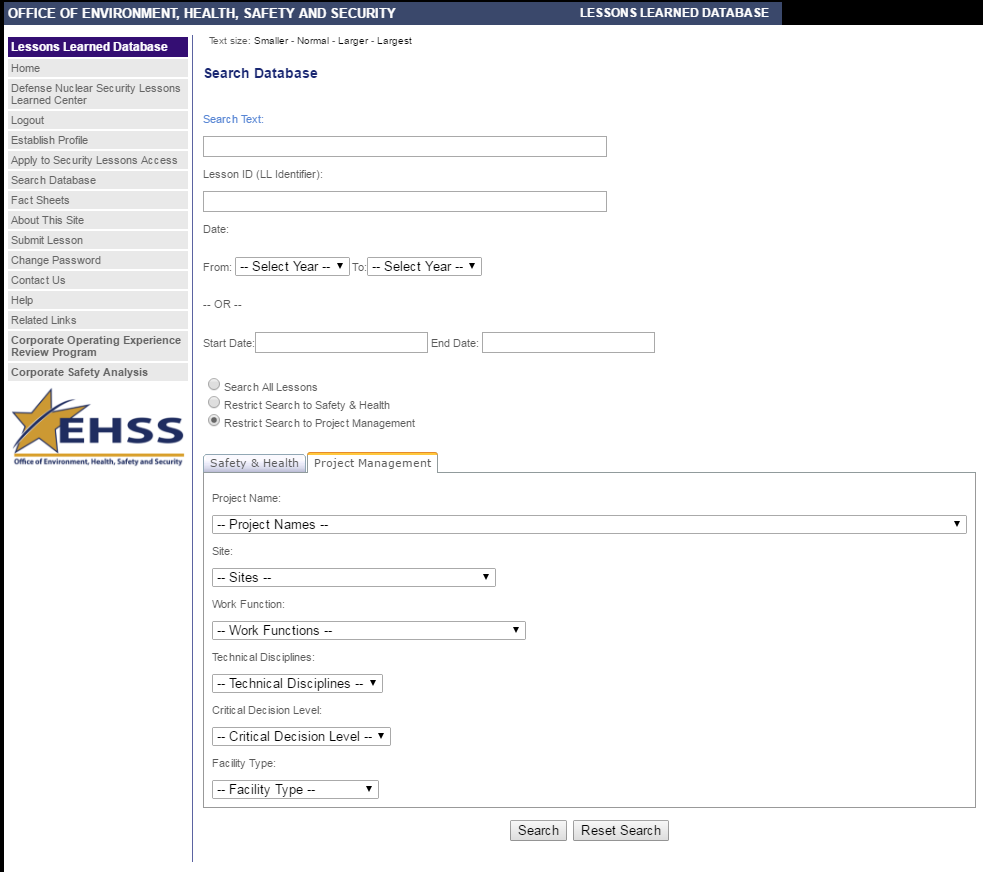 OFFICE OF ENVIRONMENT, HEALTH, SAFETY AND SECURITY
LESSONS LEARNED DATABASE
Lessons Learned Database
Home
Defense Nuclear Security Lessons
Learned Center
Logout
Establish Profile
Apply to Security Lessons Access
Search Database
Fact Sheets
About This Site
Submit Lesson
Change Password
Contact Us
Help
Related Links
Corporate Operating Experience
Review Program
Corporate Safety Analysis
EHSS
Office of Environment, Health, Safety and Security
Text size: Smaller - Normal - Larger - Largest
Search Database
Search Text:
Lesson ID (LL Identifier):
Date:
From: -- Select Year -- To: -- Select Year --
-- OR --
Start Date: End Date:
Search All Lessons
Restrict Search to Safety & Health
Restrict Search to Project Management
Safety & Health Project Management
Project Name:
-- Project Names --
Site:
-- Sites --
Work Function:
-- Work Functions --
Technical Disciplines:
-- Technical Disciplines --
Critical Decision Level:
-- Critical Decision Level --
Facility Type:
-- Facility Type --
Search Reset Search